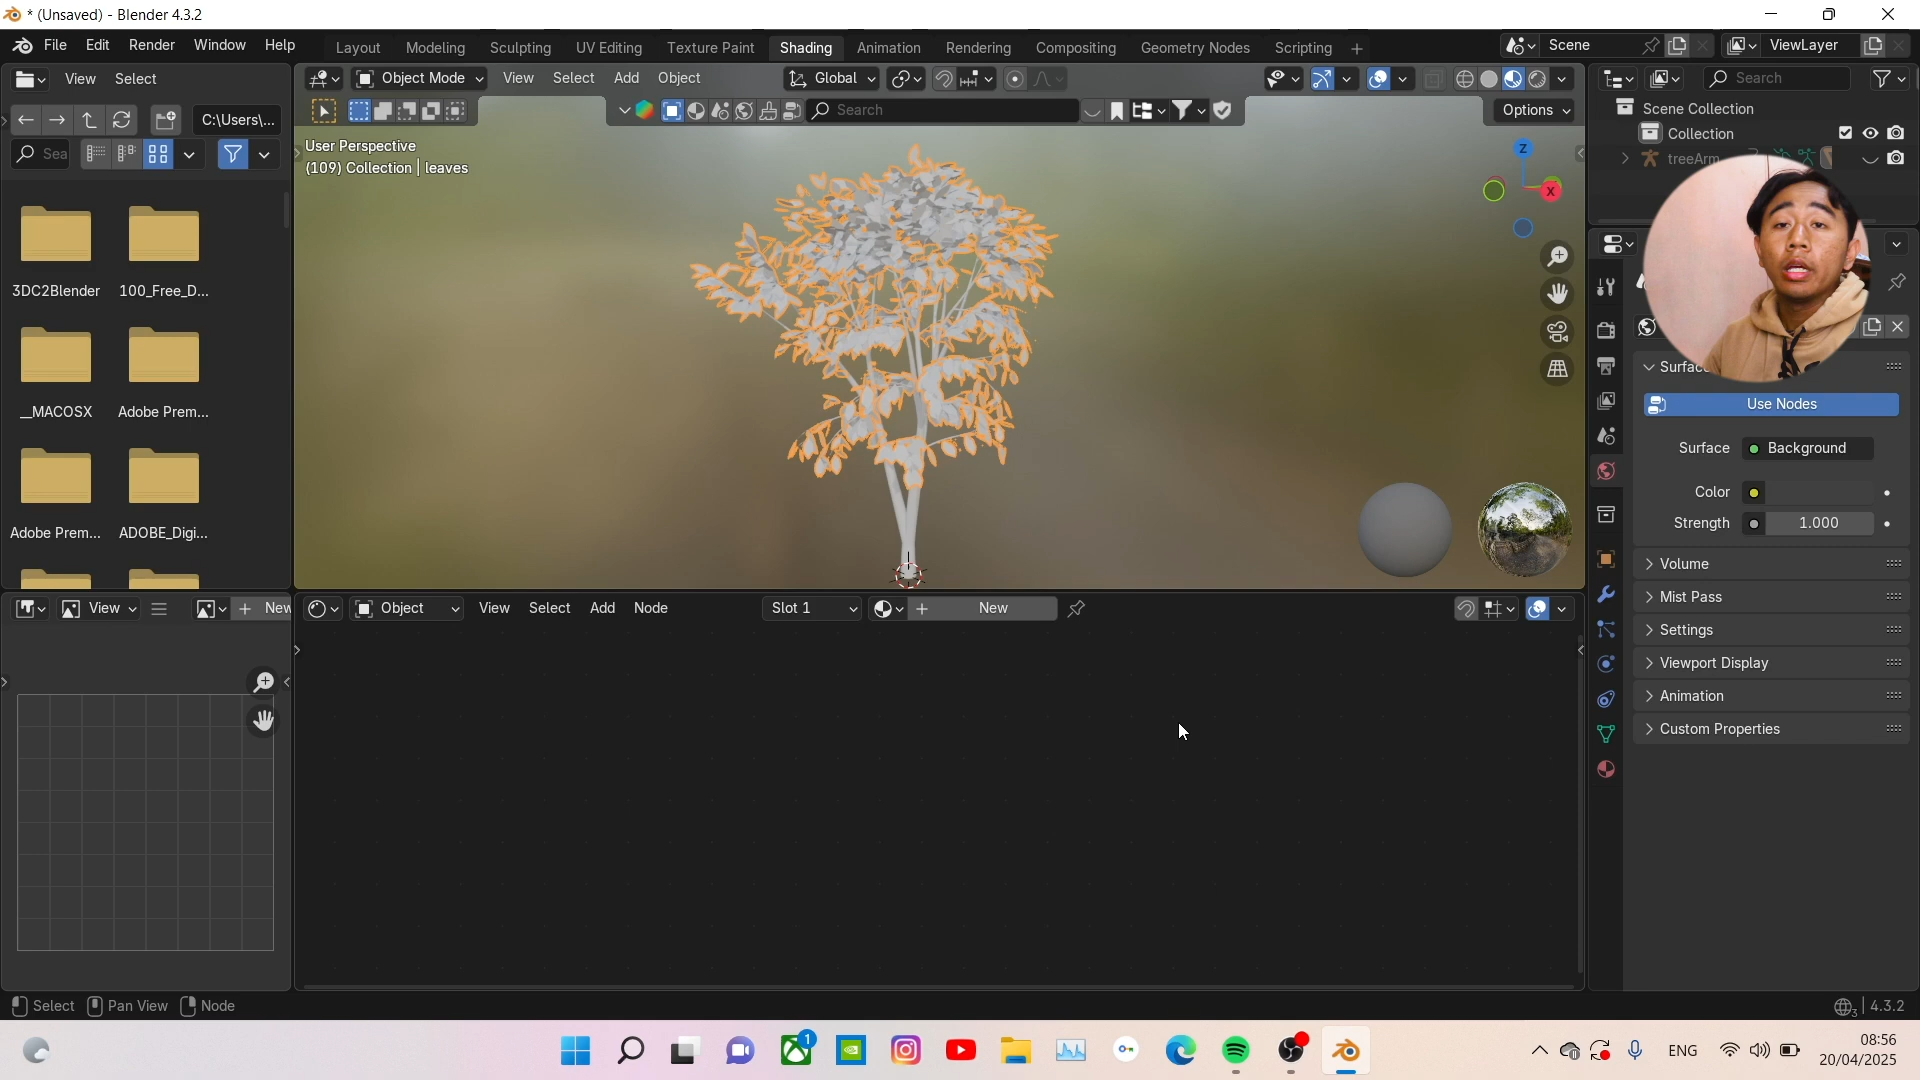 * (Unsaved) - Blender 4.3.2
File Edit Render Window Help
Layout Modeling Sculpting UV Editing Texture Paint Shading Animation Rendering Compositing Geometry Nodes Scripting
Scene
ViewLayer
View Select
Object Mode View Select Add Object
Global
Search
C:\Users\...
Search
Options
Scene Collection
Collection
Sea
User Perspective
(109) Collection | leaves
Z
X
3DC2Blender 100_Free_D...
__MACOSX Adobe Prem...
Adobe Prem... ADOBE_Digi...
Use Nodes
Surface Background
Color
Strength 1.000
Volume
Mist Pass
Settings
Viewport Display
Animation
Custom Properties
View
New
Object View Select Add Node
Slot 1
New
Select Pan View Node
4.3.2
1
ENG
08:56
20/04/2025